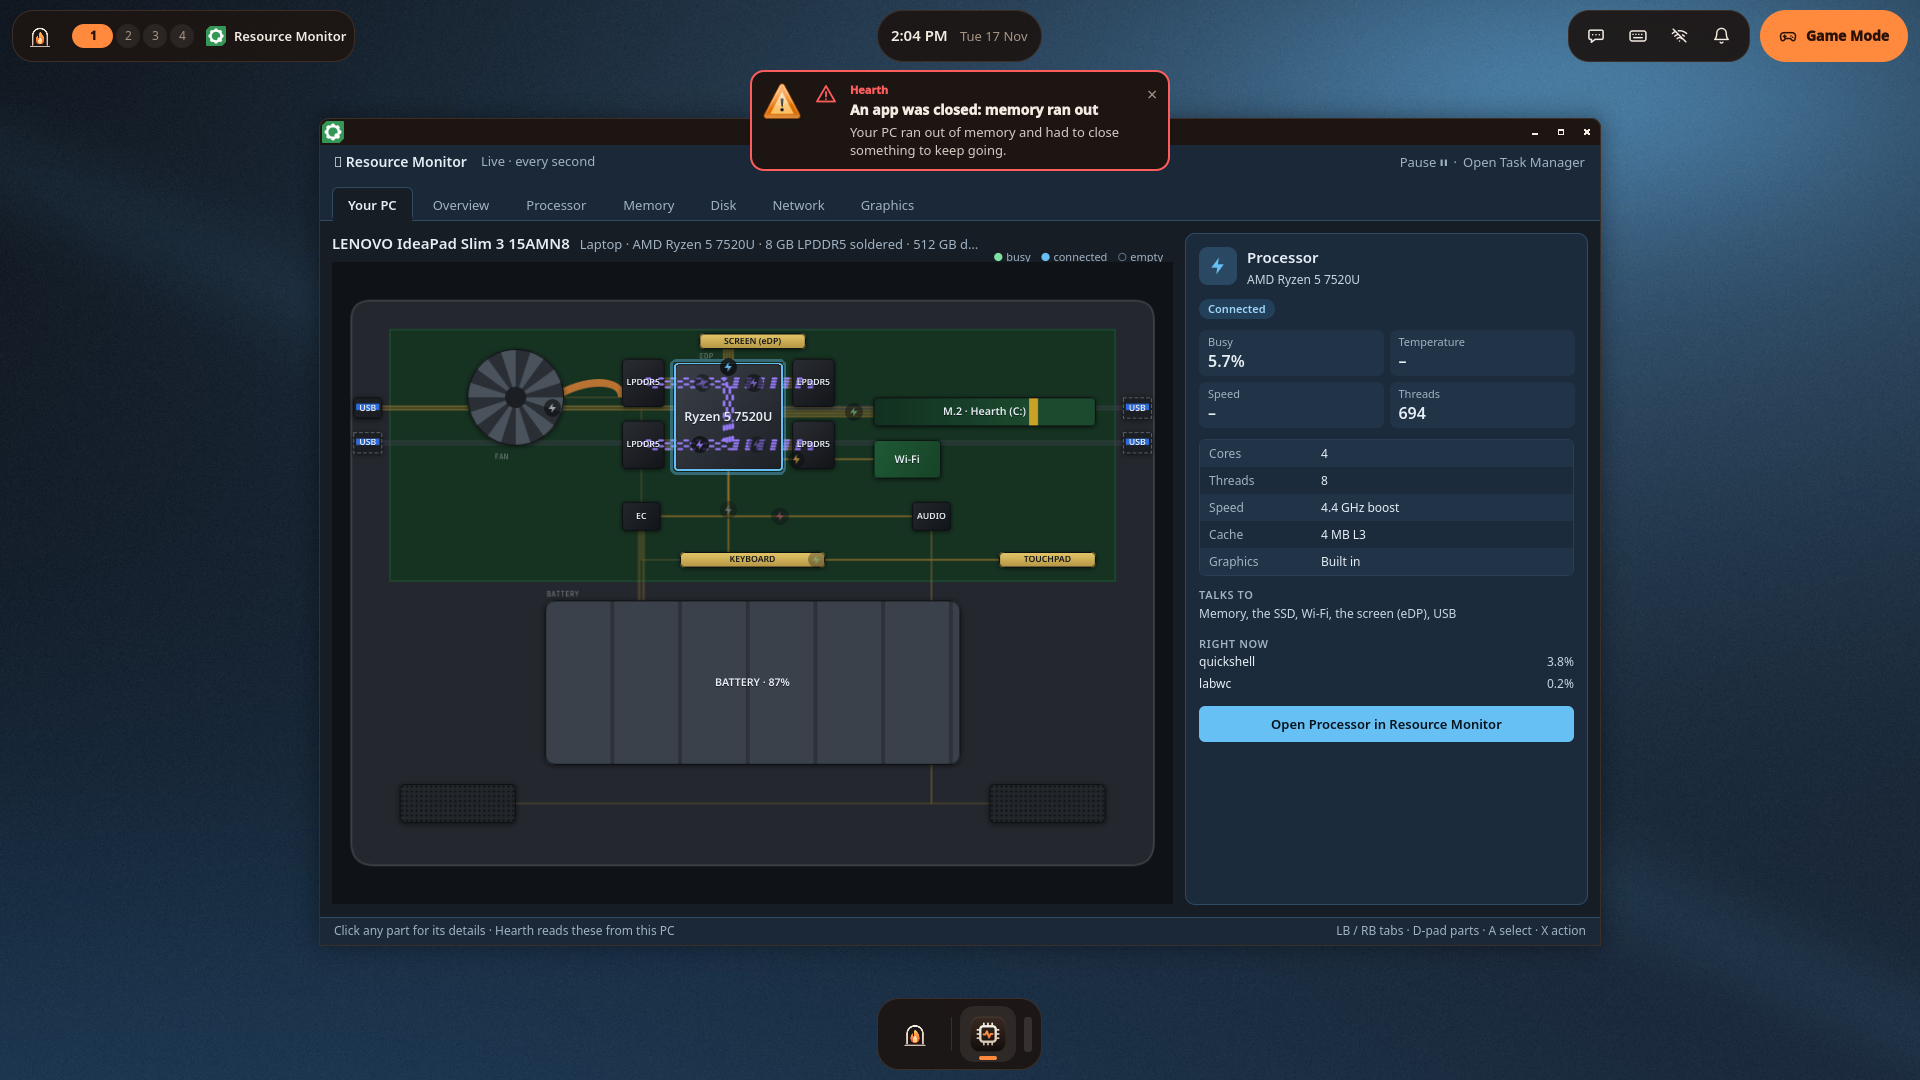 1 2 3 4 Resource Monitor
2:04 PM Tue 17 Nov
Game Mode
Hearth
An app was closed: memory ran out
Your PC ran out of memory and had to close
something to keep going.
Resource Monitor Live · every second
Pause · Open Task Manager
Your PC Overview Processor Memory Disk Network Graphics
LENOVO IdeaPad Slim 3 15AMN8 Laptop · AMD Ryzen 5 7520U · 8 GB LPDDR5 soldered · 512 GB d...
busy connected empty
SCREEN (eDP)
EDP
LPDDR5
LPDDR5
Ryzen 5 7520U
LPDDR5
LPDDR5
USB
USB
USB
USB
FAN
M.2 · Hearth (C:)
Wi-Fi
EC
AUDIO
KEYBOARD
TOUCHPAD
BATTERY
BATTERY · 87%
Processor
AMD Ryzen 5 7520U
Connected
Busy
5.7%
Temperature
–
Speed
–
Threads
694
Cores 4
Threads 8
Speed 4.4 GHz boost
Cache 4 MB L3
Graphics Built in
TALKS TO
Memory, the SSD, Wi-Fi, the screen (eDP), USB
RIGHT NOW
quickshell 3.8%
labwc 0.2%
Open Processor in Resource Monitor
Click any part for its details · Hearth reads these from this PC
LB / RB tabs · D-pad parts · A select · X action